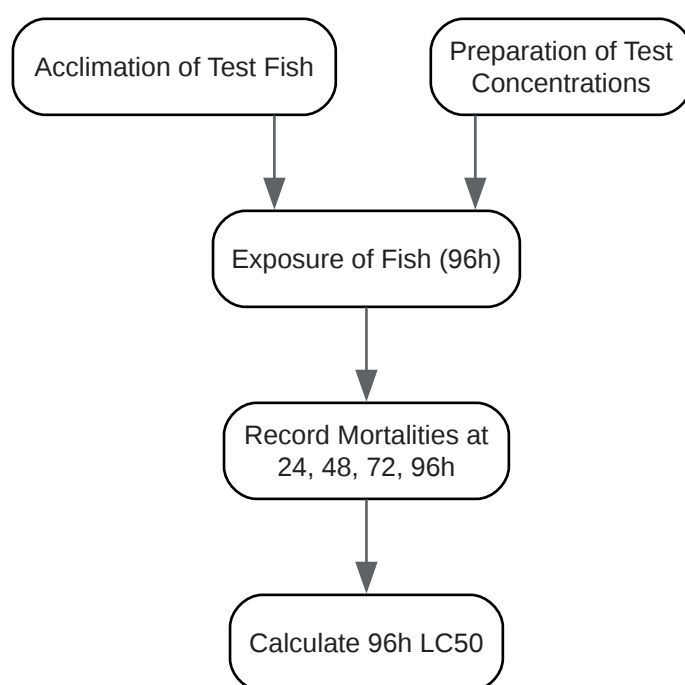 Acclimation of Test Fish
Preparation of Test
Concentrations
Exposure of Fish (96h)
Record Mortalities at
24, 48, 72, 96h
Calculate 96h LC50